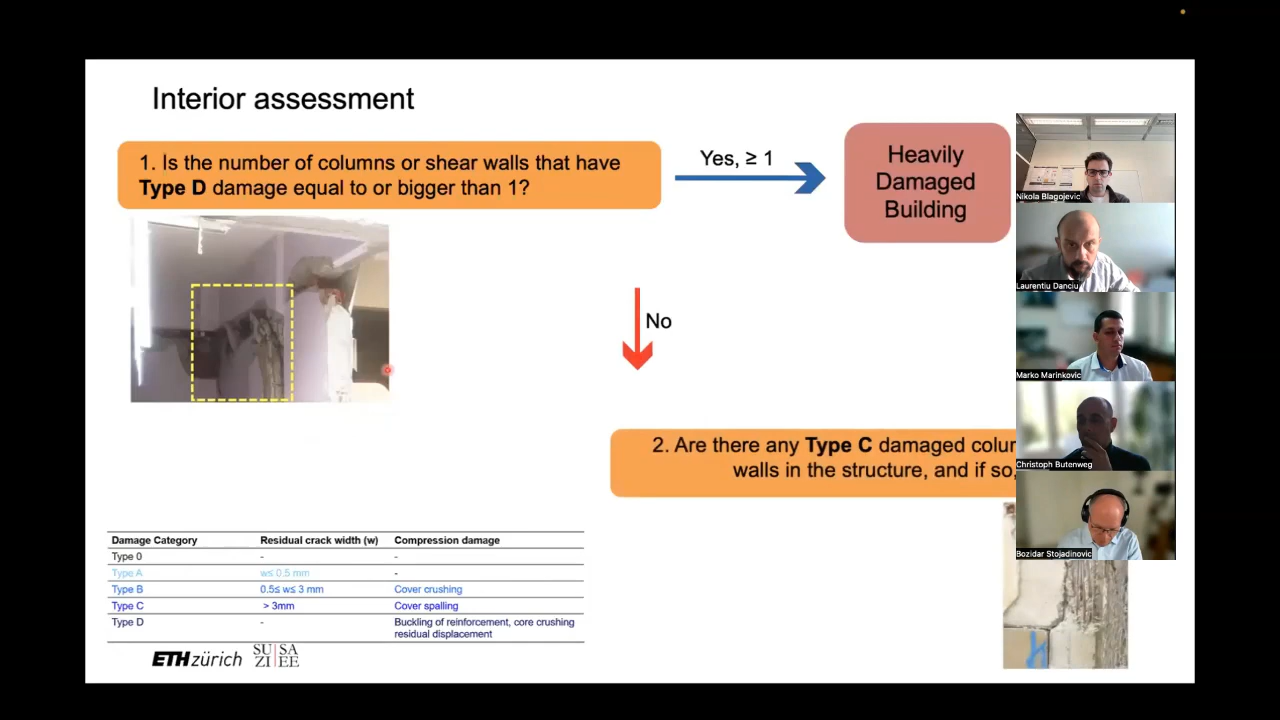 Interior assessment
1. Is the number of columns or shear walls that have
Type D damage equal to or bigger than 1?
Yes, ≥ 1
Heavily
Damaged
Building
No
2. Are there any Type C damaged colum
walls in the structure, and if so,
Damage Category Residual crack width (w) Compression damage
Type 0 - -
Type A w≤ 0.5 mm -
Type B 0.5≤ w≤ 3 mm Cover crushing
Type C > 3mm Cover spalling
Type D - Buckling of reinforcement, core crushing
residual displacement
ETH zürich
SU|SA
ZI|EE
Nikola Blagojevic
Laurentiu Danciu
Marko Marinkovic
Christoph Butenweg
Bozidar Stojadinovic